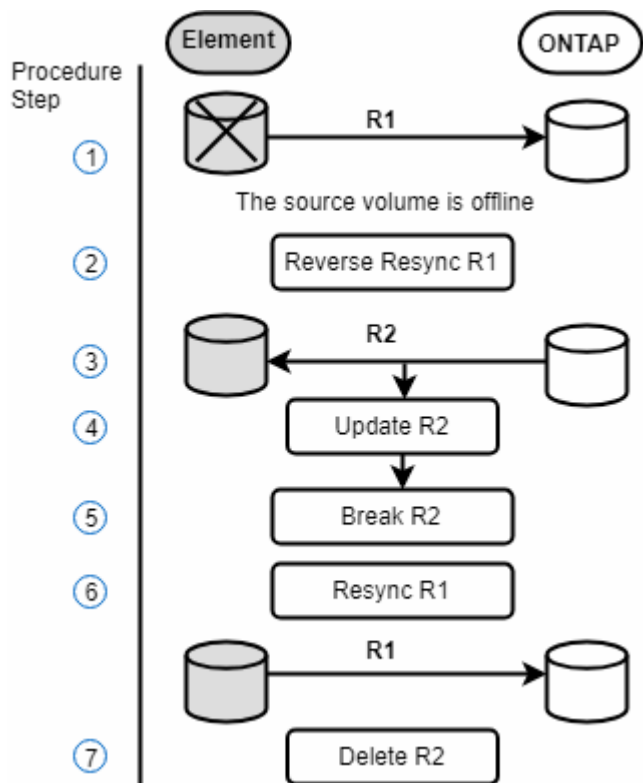 Element
ONTAP
Procedure
Step
R1
1
The source volume is offline
2
Reverse Resync R1
R2
3
4
Update R2
5
Break R2
6
Resync R1
R1
7
Delete R2